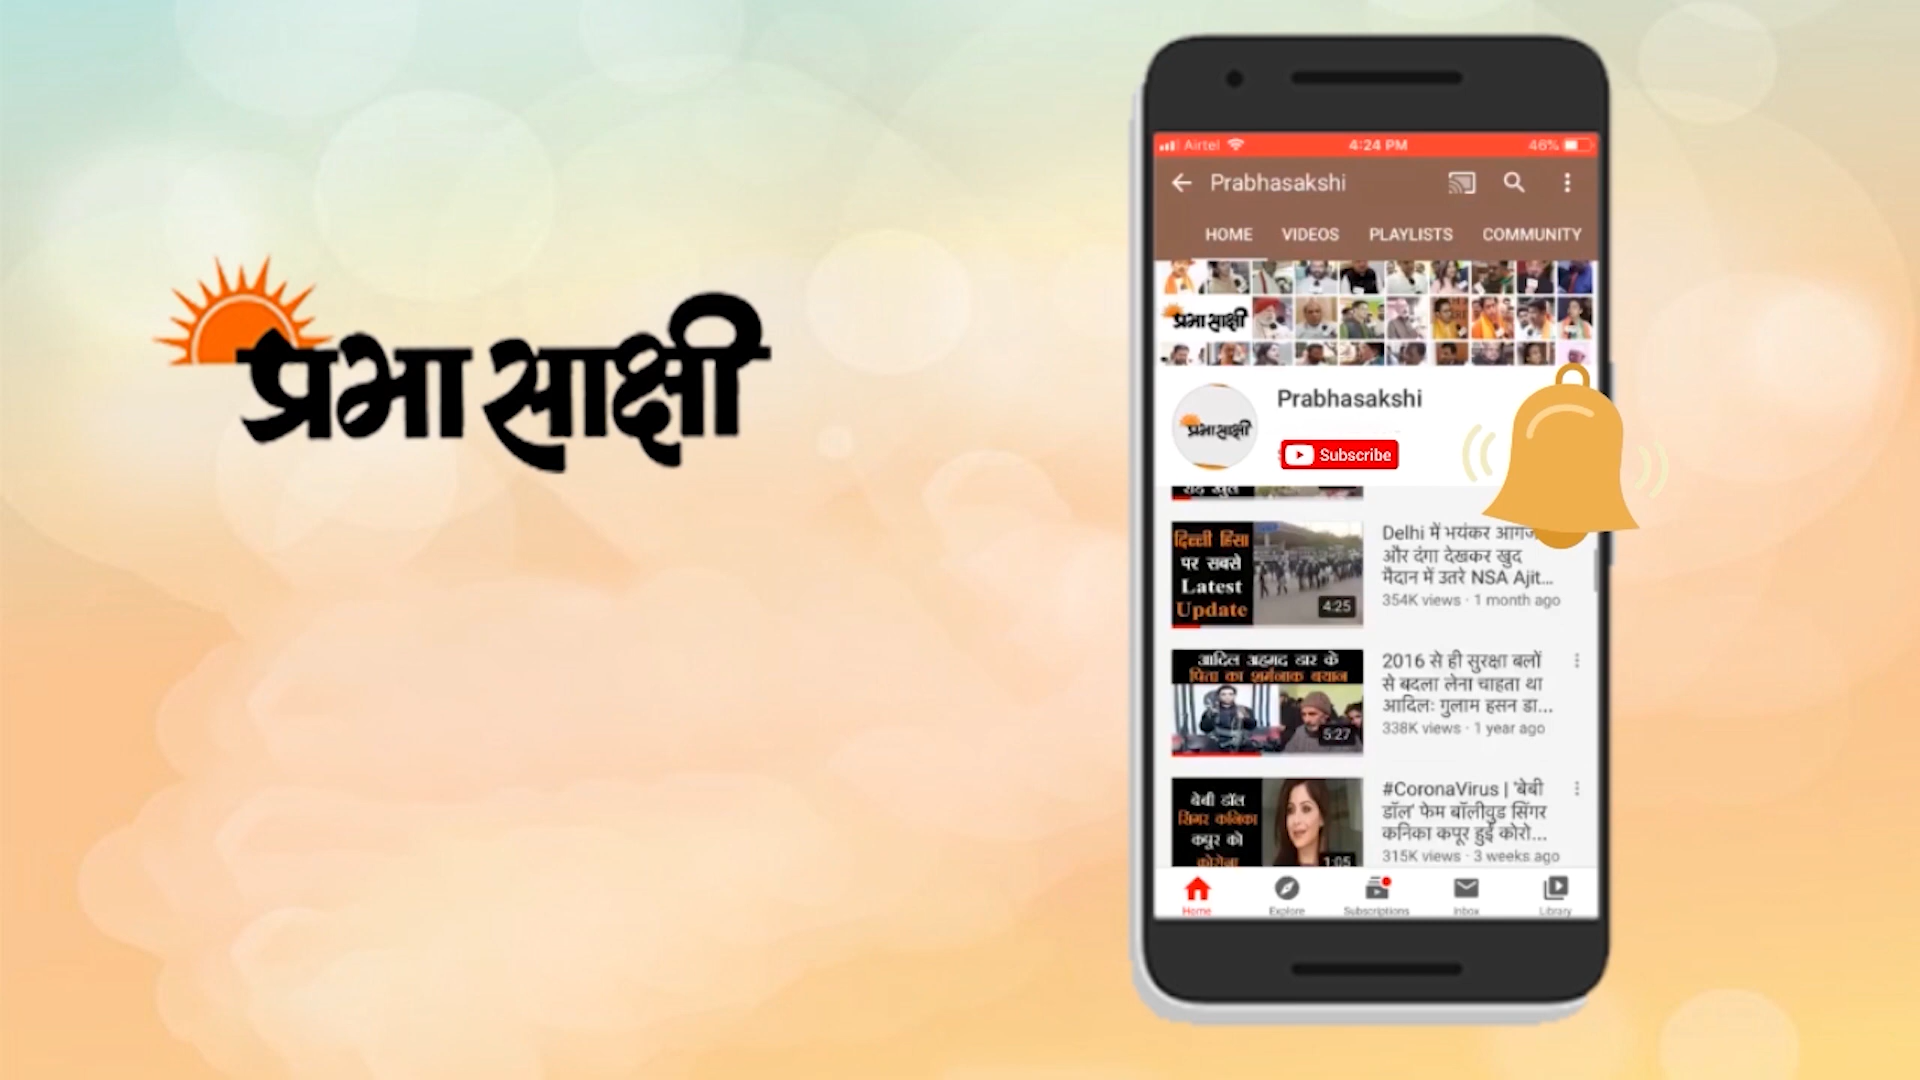 प्रभासाक्षी
Airtel 4:24 PM 46%
Prabhasakshi
HOME VIDEOS PLAYLISTS COMMUNITY
प्रभासाक्षी
Prabhasakshi
प्रभासाक्षी
Subscribe
दिल्ली हिंसा
पर सबसे
Latest
Update
4:25
Delhi में भयंकर
और दंगा देखकर खुद
मैदान में उतरे NSA Ajit...
354K views · 1 month ago
आदिल अहमद डार के
पिता का शर्मनाक बयान
5:27
2016 से ही सुरक्षा बलों
से बदला लेना चाहता था
आदिलः गुलाम हसन डा...
338K views · 1 year ago
बेबी डॉल
सिंगर कनिका
कपूर को
कोरोना
1:05
#CoronaVirus | 'बेबी
डॉल' फेम बॉलीवुड सिंगर
कनिका कपूर हुईं कोरो...
315K views · 3 weeks ago
Home Explore Subscriptions Inbox Library